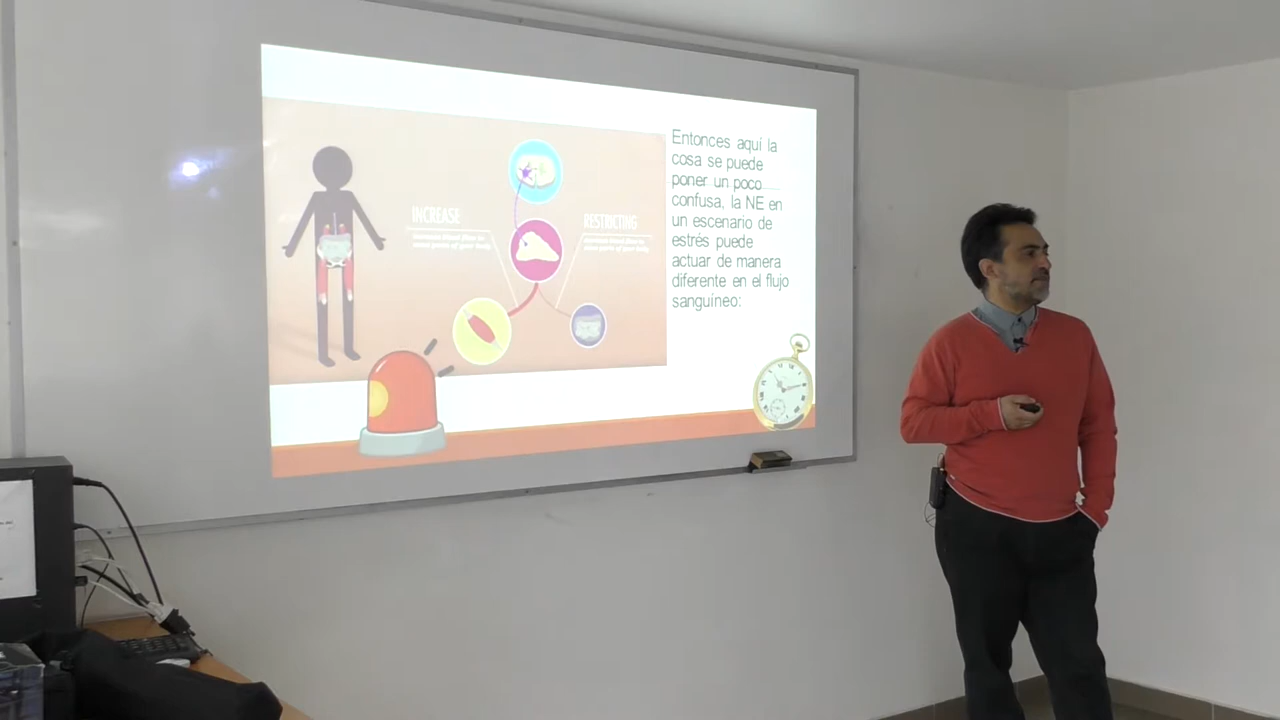 INCREASE
RESTRICTING
Entonces aquí la
cosa se puede
poner un poco
confusa, la NE en
un escenario de
estrés puede
actuar de manera
diferente en el flujo
sanguíneo: